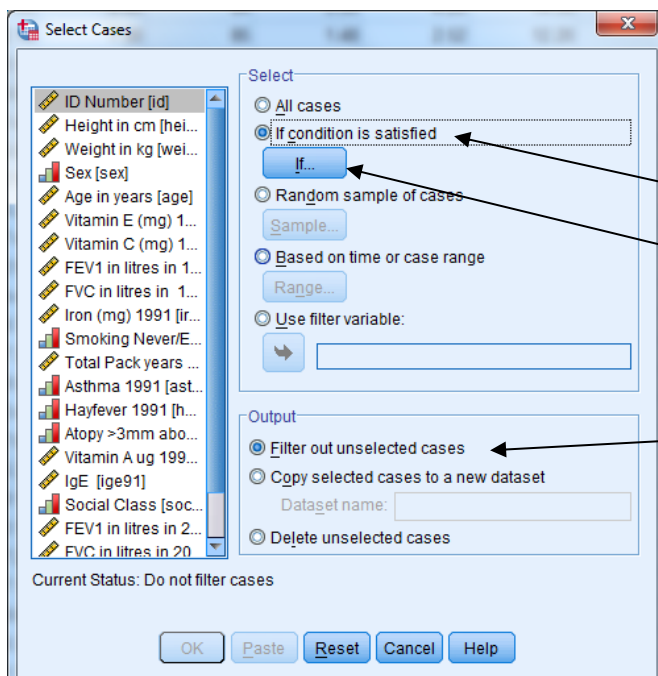 Select Cases
ID Number [id]
Height in cm [hei...
Weight in kg [wei...
Sex [sex]
Age in years [age]
Vitamin E (mg) 1...
Vitamin C (mg) 1...
FEV1 in litres in 1...
FVC in litres in 1...
Iron (mg) 1991 [ir...
Smoking Never/E...
Total Pack years ...
Asthma 1991 [ast...
Hayfever 1991 [h...
Atopy >3mm abo...
Vitamin A ug 199...
IgE [ige91]
Social Class [soc...
FEV1 in litres in 2...
FVC in litres in 20
Select
All cases
If condition is satisfied
If...
Random sample of cases
Sample...
Based on time or case range
Range...
Use filter variable:
Output
Filter out unselected cases
Copy selected cases to a new dataset
Dataset name:
Delete unselected cases
Current Status: Do not filter cases
OK Paste Reset Cancel Help